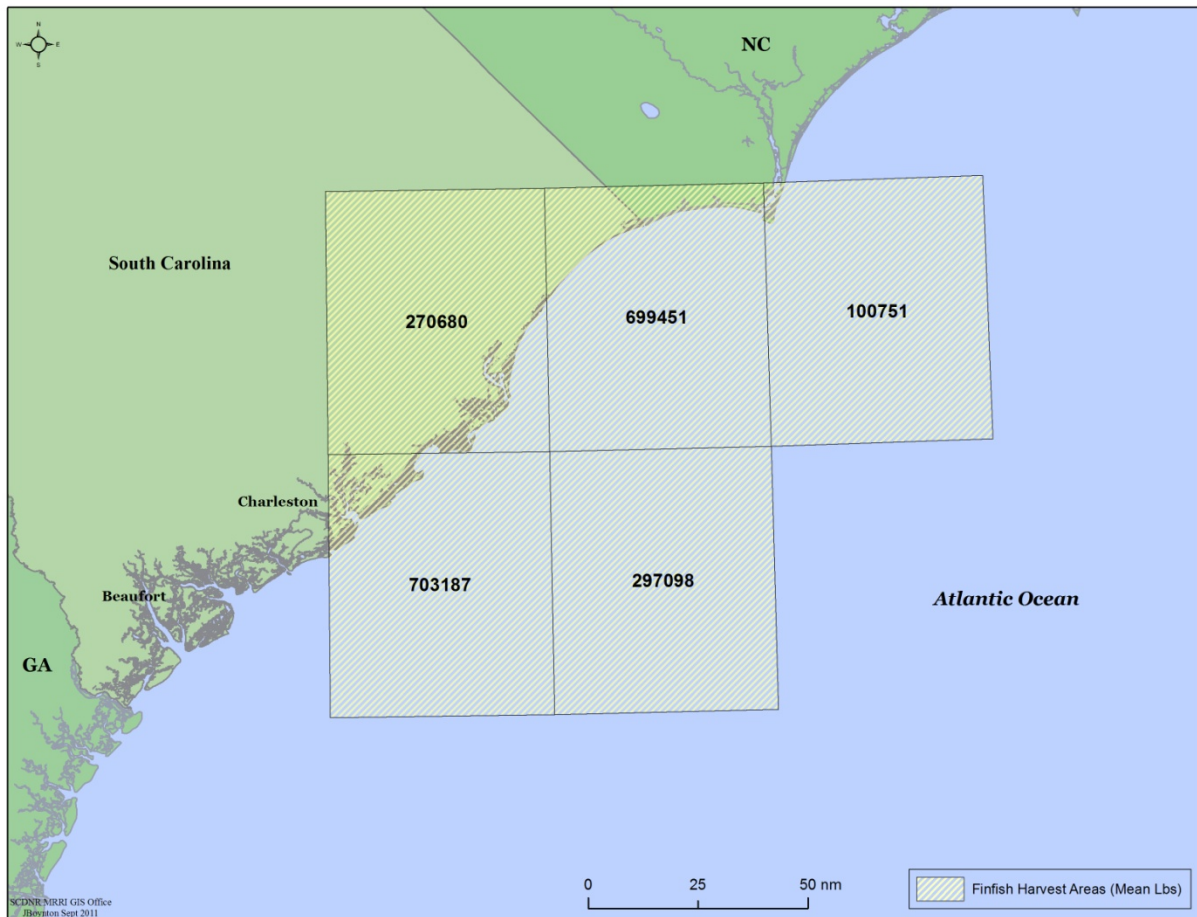 N
W E
S
NC
South Carolina
270680
699451
100751
Charleston
Beaufort
703187
297098
Atlantic Ocean
GA
0 25 50 nm
Finfish Harvest Areas (Mean Lbs)
SCDNR MRRI GIS Office
JBoynton Sept 2011